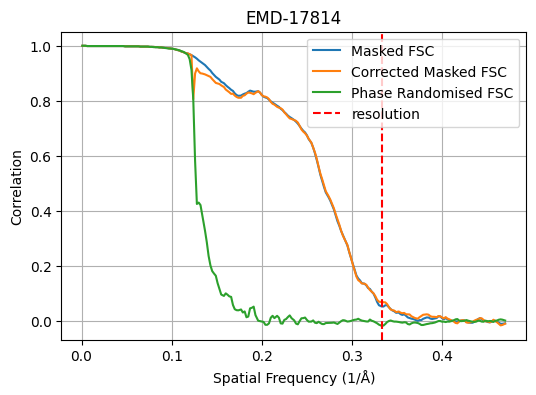 EMD-17814
Masked FSC
Corrected Masked FSC
Phase Randomised FSC
resolution
Correlation
1.0
0.8
0.6
0.4
0.2
0.0
0.0 0.1 0.2 0.3 0.4
Spatial Frequency (1/Å)